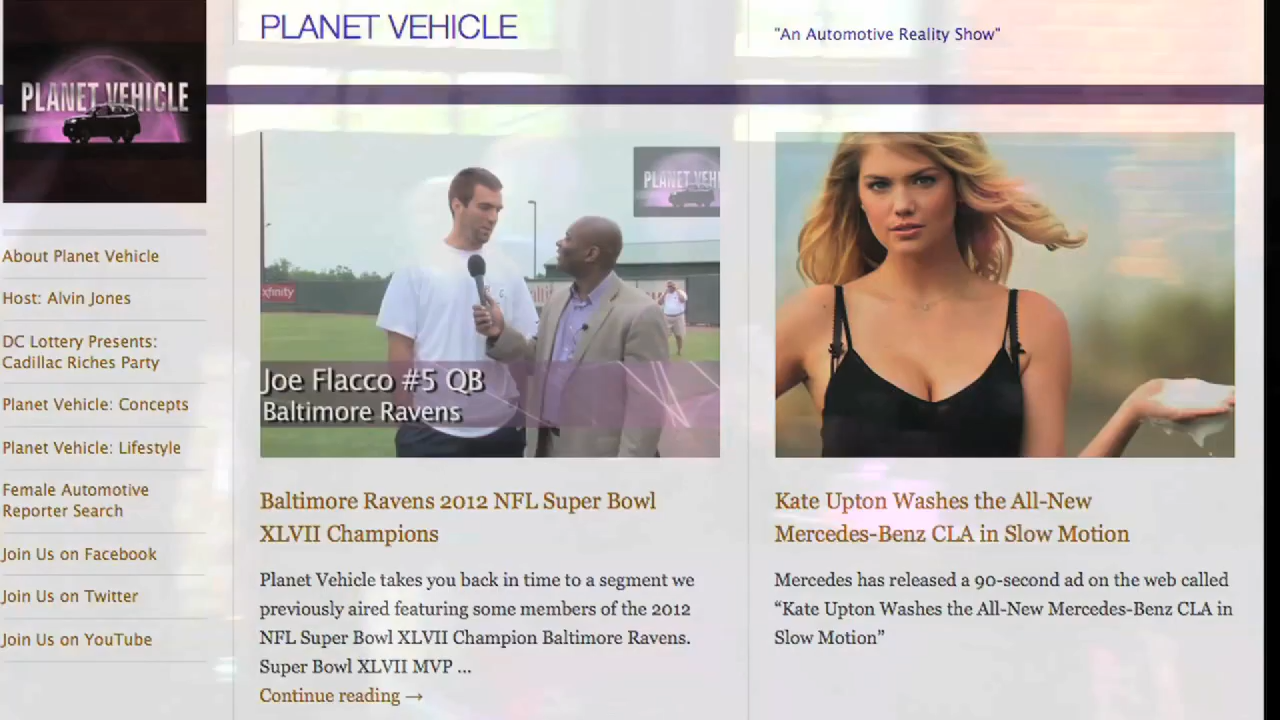 PLANET VEHICLE
"An Automotive Reality Show"
PLANET VEHICLE
About Planet Vehicle
Host: Alvin Jones
DC Lottery Presents:
Cadillac Riches Party
Planet Vehicle: Concepts
Planet Vehicle: Lifestyle
Female Automotive
Reporter Search
Join Us on Facebook
Join Us on Twitter
Join Us on YouTube
PLANET VEHI
xfinity
Joe Flacco #5 QB
Baltimore Ravens
Baltimore Ravens 2012 NFL Super Bowl
XLVII Champions
Planet Vehicle takes you back in time to a segment we
previously aired featuring some members of the 2012
NFL Super Bowl XLVII Champion Baltimore Ravens.
Super Bowl XLVII MVP ...
Continue reading →
Kate Upton Washes the All-New
Mercedes-Benz CLA in Slow Motion
Mercedes has released a 90-second ad on the web called
“Kate Upton Washes the All-New Mercedes-Benz CLA in
Slow Motion”